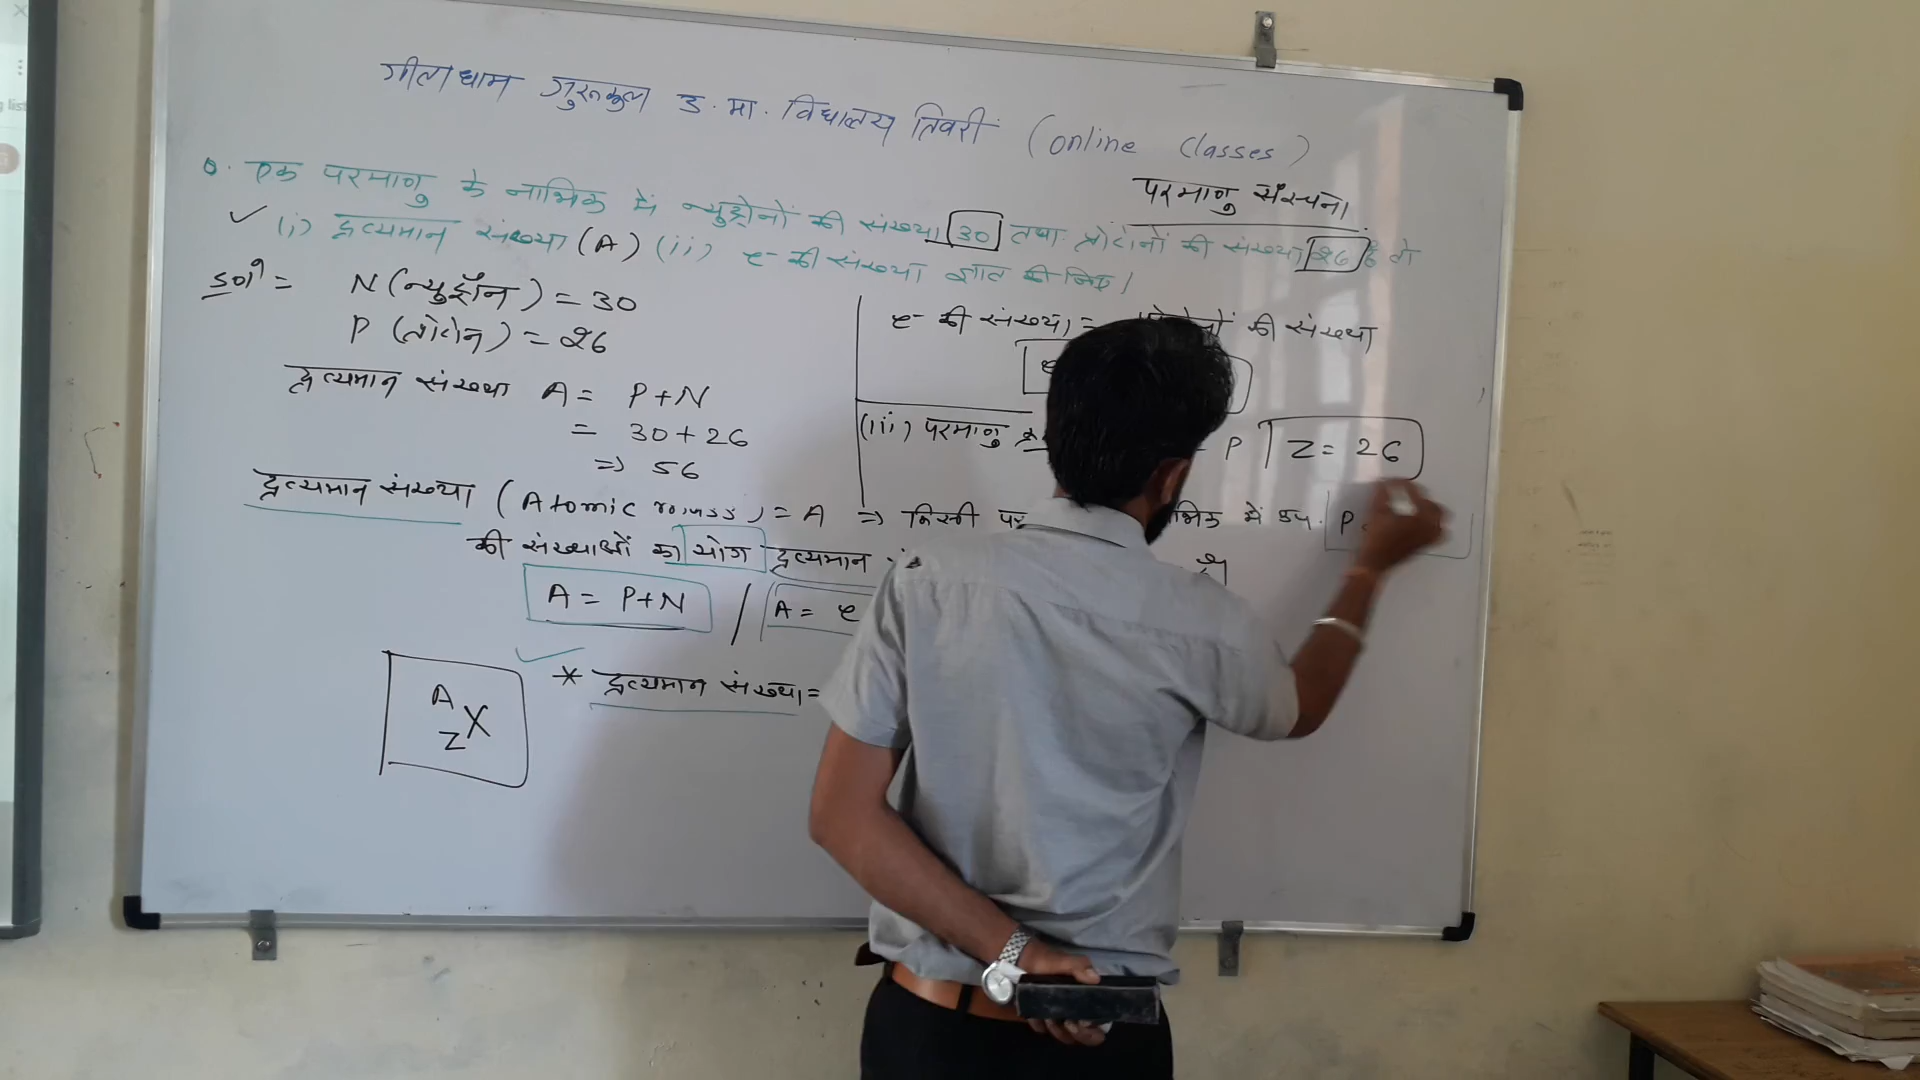 गीताधाम गुरुकुल उ. मा. विद्यालय तिवरी (online classes)
परमाणु संरचना
Q. एक परमाणु के नाभिक में न्यूट्रोनों की संख्या 30 तथा प्रोटोनों की संख्या 26 है तो
(i) द्रव्यमान संख्या (A) (ii) e- की संख्या ज्ञात कीजिए।
हल = N (न्यूट्रॉन) = 30
P (प्रोटोन) = 26
द्रव्यमान संख्या A = P+N
= 30+26
=> 56
e- की संख्या = की संख्या
(iii) परमाणु = P Z = 26
द्रव्यमान संख्या (Atomic mass) = A => किसी में उप.
P
की संख्याओं का योग द्रव्यमान
A = P+N / A = e
* द्रव्यमान संख्या =
A
Z X